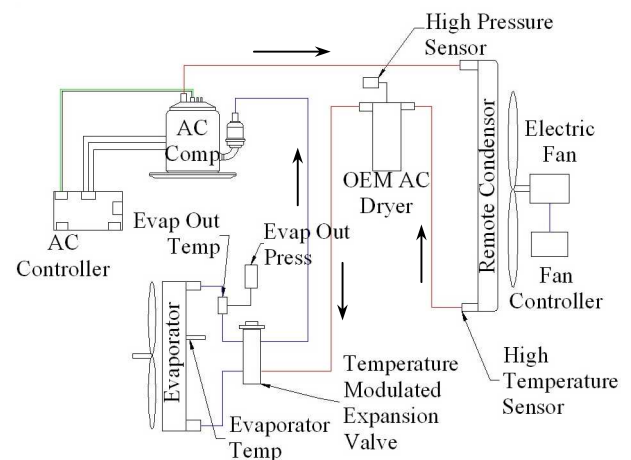 High Pressure
Sensor
AC
Comp
Electric
Fan
OEM AC
Dryer
Remote Condensor
Evap Out
Temp
Evap Out
Press
AC
Controller
Fan
Controller
Evaporator
Temperature
Modulated
Expansion
Valve
High
Temperature
Sensor
Evaporator
Temp